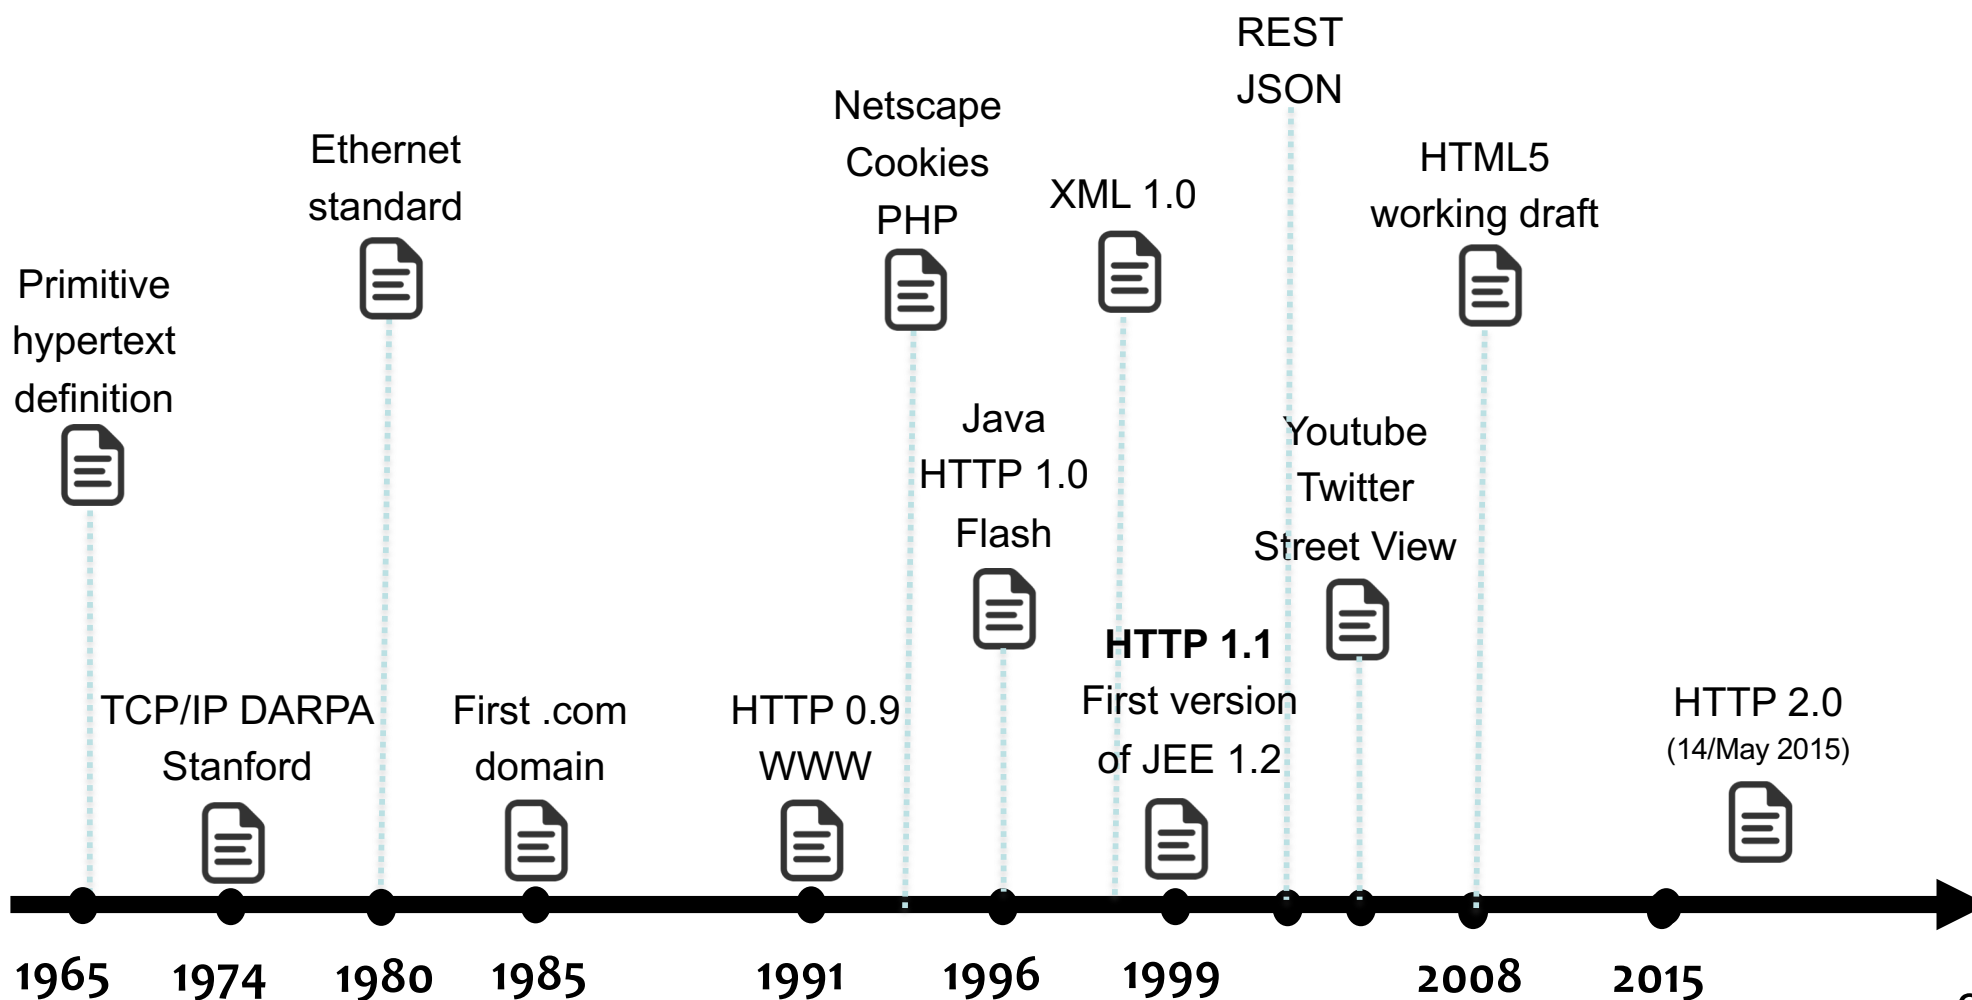 REST
JSON
Netscape
Cookies
PHP
Ethernet
standard
XML 1.0
HTML5
working draft
Primitive
hypertext
definition
Java
HTTP 1.0
Flash
Youtube
Twitter
Street View
HTTP 1.1
First version
of JEE 1.2
TCP/IP DARPA
Stanford
First .com
domain
HTTP 0.9
WWW
HTTP 2.0
(14/May 2015)
1965 1974 1980 1985 1991 1996 1999 2008 2015